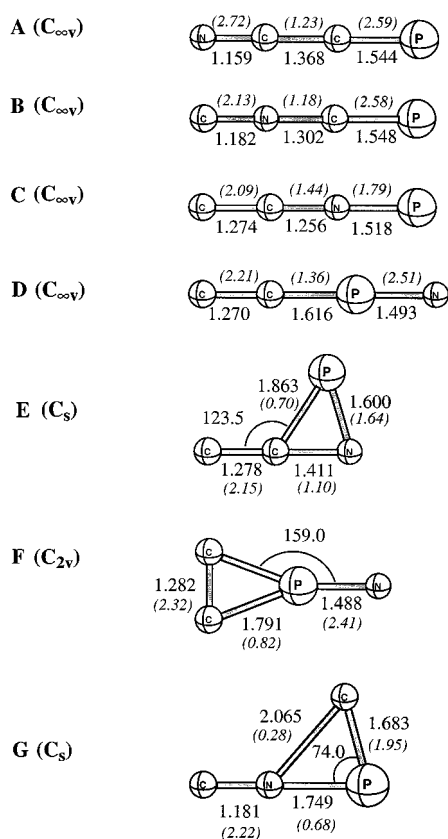 A (C∞v)
(2.72) (1.23) (2.59)
N C C P
1.159 1.368 1.544
B (C∞v)
(2.13) (1.18) (2.58)
C N C P
1.182 1.302 1.548
C (C∞v)
(2.09) (1.44) (1.79)
C C N P
1.274 1.256 1.518
D (C∞v)
(2.21) (1.36) (2.51)
C C P N
1.270 1.616 1.493
E (Cs)
P
1.863 1.600
(0.70) (1.64)
123.5
C C N
1.278 1.411
(2.15) (1.10)
F (C2v)
159.0
C
1.282 P N
(2.32) 1.488
C 1.791 (2.41)
(0.82)
G (Cs)
C
2.065 1.683
(0.28) 74.0 (1.95)
C N P
1.181 1.749
(2.22) (0.68)